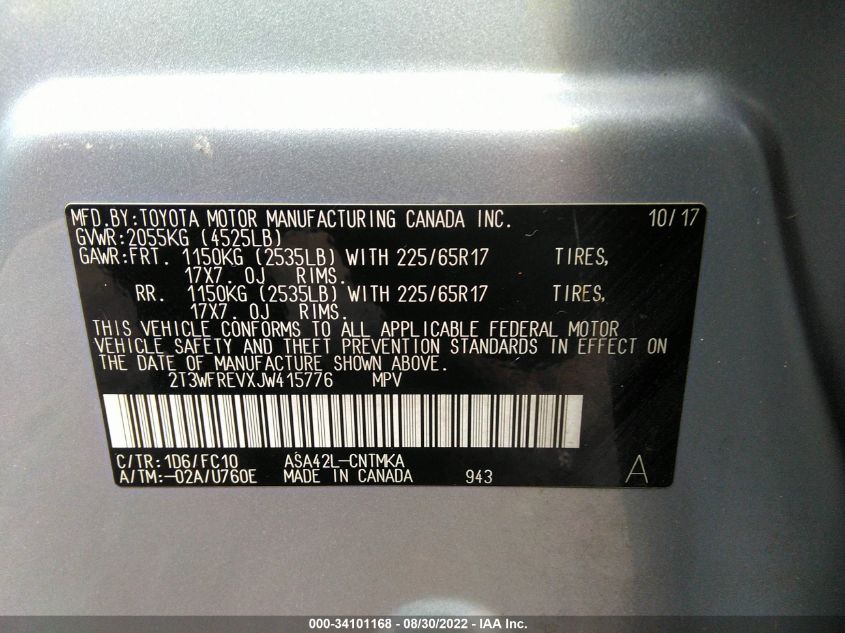 MFD.BY:TOYOTA MOTOR MANUFACTURING CANADA INC. 10/17
GVWR:2055KG (4525LB)
GAWR:FRT. 1150KG (2535LB) WITH 225/65R17 TIRES,
17X7. 0J RIMS.
RR. 1150KG (2535LB) WITH 225/65R17 TIRES,
17X7. 0J RIMS.
THIS VEHICLE CONFORMS TO ALL APPLICABLE FEDERAL MOTOR
VEHICLE SAFETY AND THEFT PREVENTION STANDARDS IN EFFECT ON
THE DATE OF MANUFACTURE SHOWN ABOVE.
2T3WFREVXJW415776 MPV
C/TR:1D6/FC10 ASA42L-CNTMKA
A/TM:-02A/U760E MADE IN CANADA 943 A
000-34101168 - 08/30/2022 - IAA Inc.